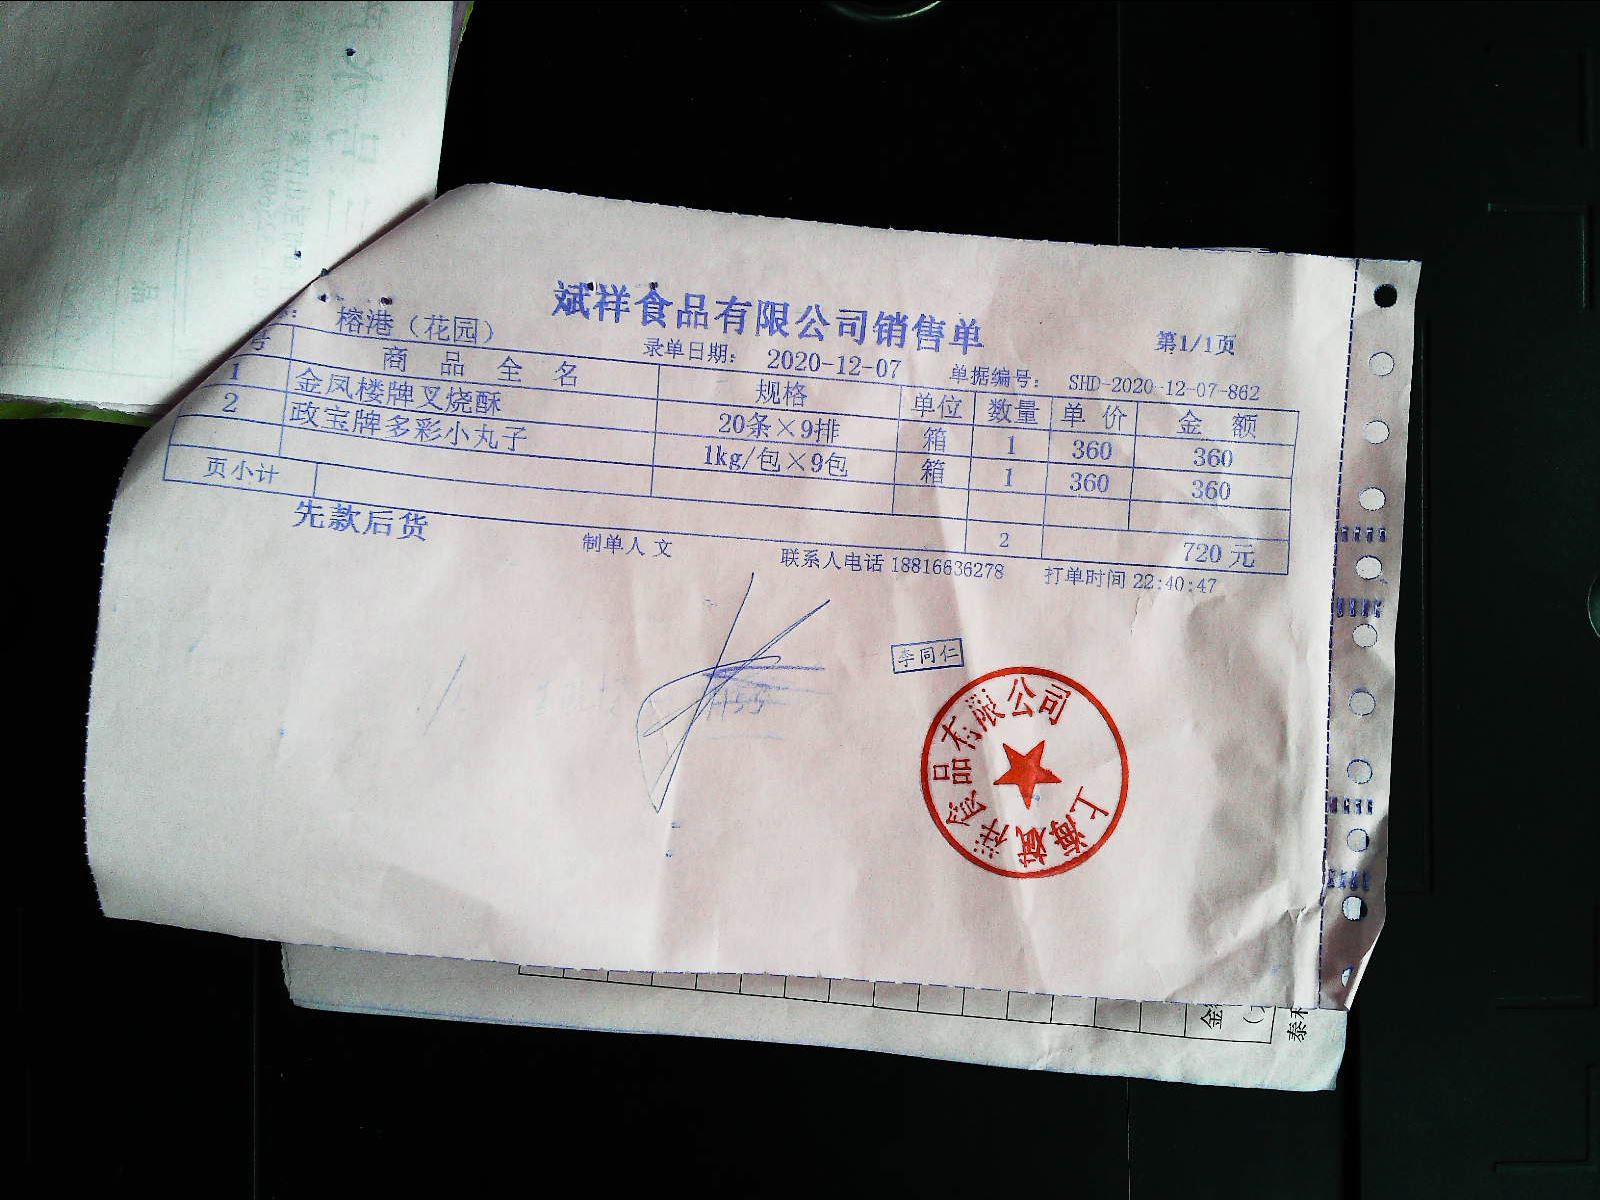 斌祥食品有限公司销售单
第1/1页
榕港（花园） 录单日期： 2020-12-07 单据编号： SHD-2020-12-07-862
号 商 品 全 名 规格 单位 数量 单 价 金 额
1 金凤楼牌叉烧酥 20条×9排 箱 1 360 360
2 政宝牌多彩小丸子 1kg/包×9包 箱 1 360 360
页小计 2 720 元
先款后货 制单人 文 联系人电话 18816636278 打单时间 22:40:47
李同仁
上海斌祥食品有限公司